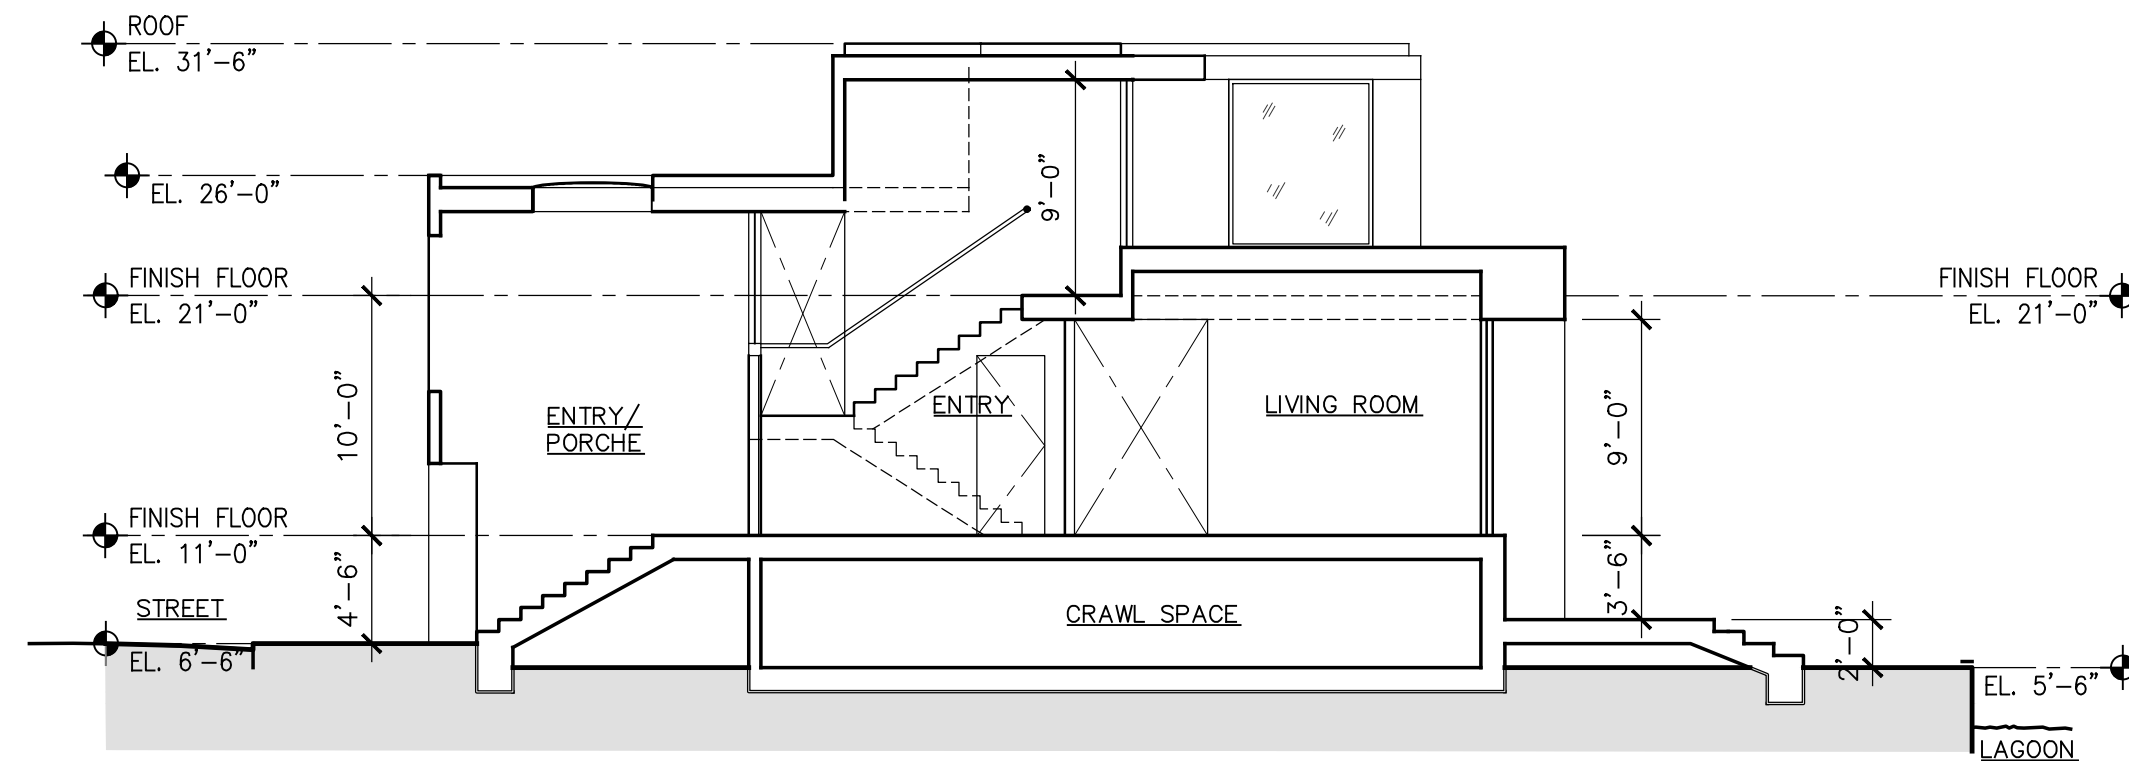 ROOF
EL. 31'-6"
EL. 26'-0"
9'-0"
FINISH FLOOR
EL. 21'-0"
FINISH FLOOR
EL. 21'-0"
10'-0"
ENTRY/
PORCHE
ENTRY
LIVING ROOM
9'-0"
FINISH FLOOR
EL. 11'-0"
4'-6"
3'-6"
STREET
CRAWL SPACE
2'-0"
EL. 6'-6"
EL. 5'-6"
LAGOON